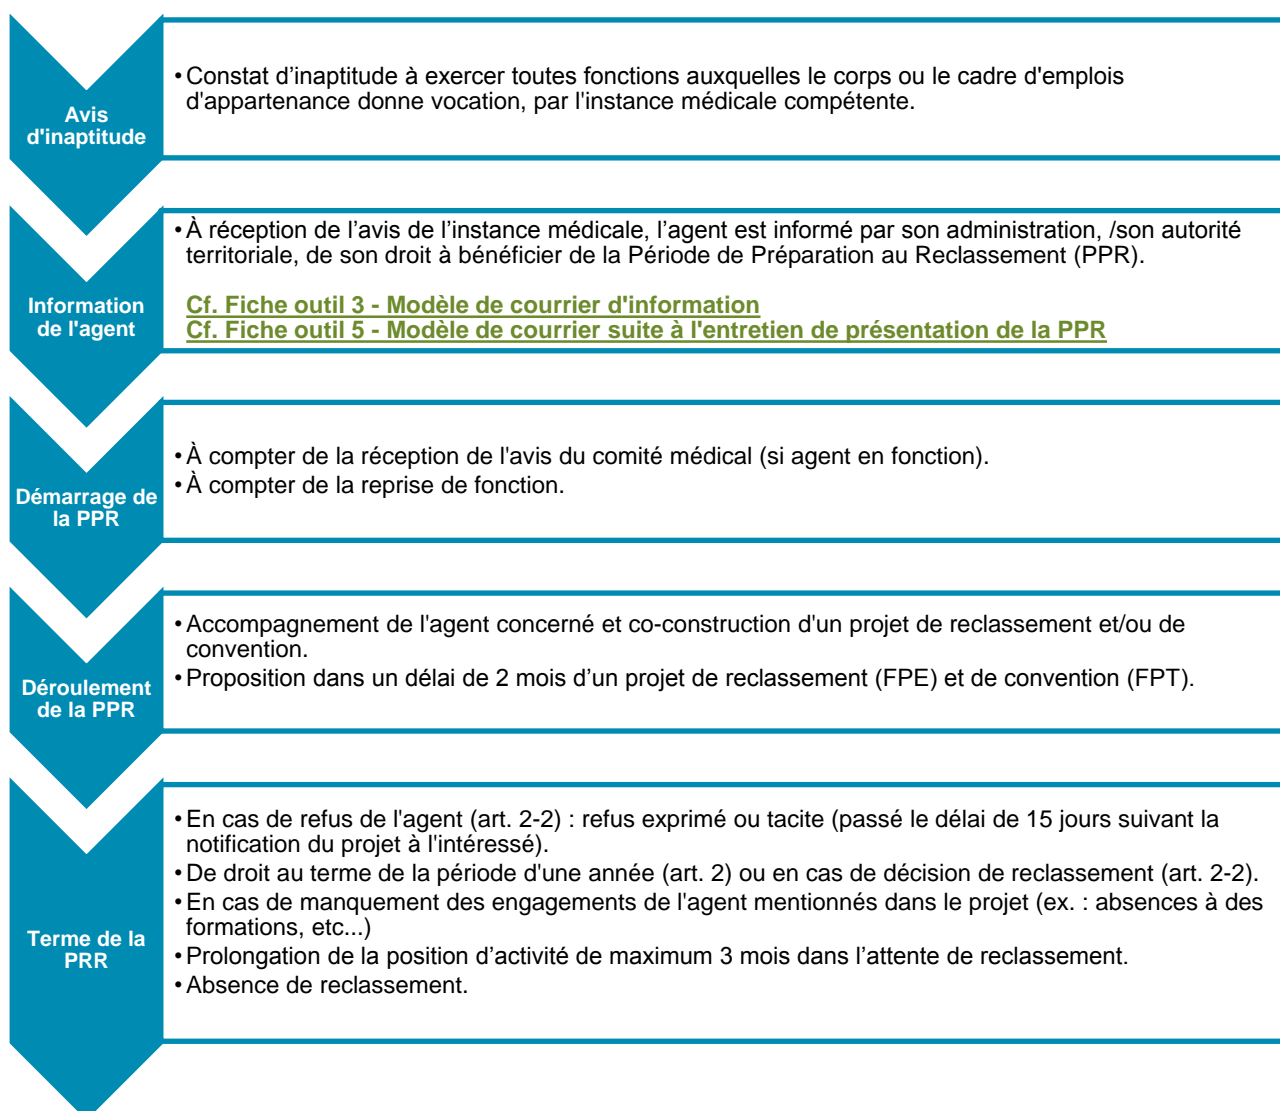 Avis
d'inaptitude
•Constat d’inaptitude à exercer toutes fonctions auxquelles le corps ou le cadre d'emplois
d'appartenance donne vocation, par l'instance médicale compétente.
Information
de l'agent
•À réception de l’avis de l’instance médicale, l’agent est informé par son administration, /son autorité
territoriale, de son droit à bénéficier de la Période de Préparation au Reclassement (PPR).
Cf. Fiche outil 3 - Modèle de courrier d'information
Cf. Fiche outil 5 - Modèle de courrier suite à l'entretien de présentation de la PPR
Démarrage de
la PPR
•À compter de la réception de l'avis du comité médical (si agent en fonction).
•À compter de la reprise de fonction.
Déroulement
de la PPR
•Accompagnement de l'agent concerné et co-construction d'un projet de reclassement et/ou de
convention.
•Proposition dans un délai de 2 mois d’un projet de reclassement (FPE) et de convention (FPT).
Terme de la
PRR
•En cas de refus de l'agent (art. 2-2) : refus exprimé ou tacite (passé le délai de 15 jours suivant la
notification du projet à l'intéressé).
•De droit au terme de la période d'une année (art. 2) ou en cas de décision de reclassement (art. 2-2).
•En cas de manquement des engagements de l'agent mentionnés dans le projet (ex. : absences à des
formations, etc...)
•Prolongation de la position d’activité de maximum 3 mois dans l’attente de reclassement.
•Absence de reclassement.